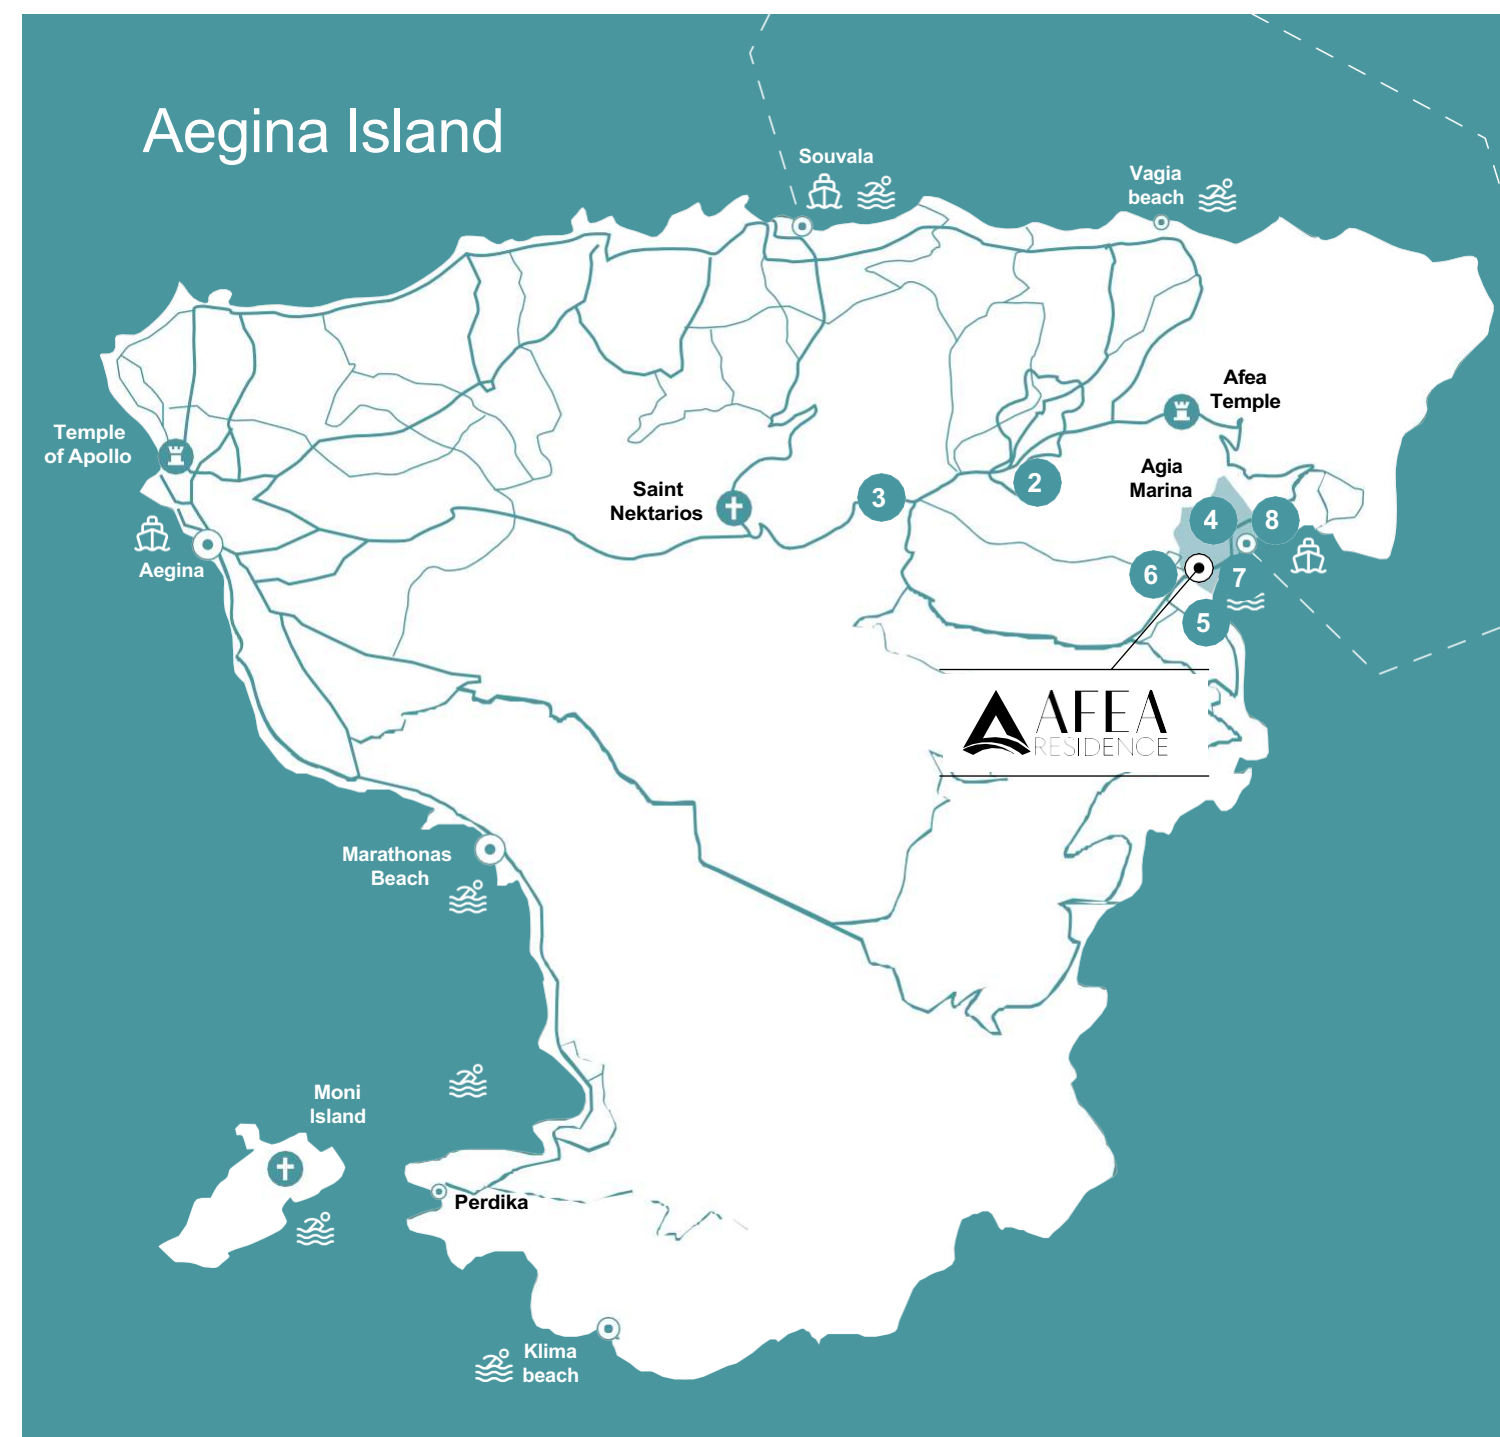 Aegina Island
Souvala
Vagia
beach
Afea
Temple
Temple
of Apollo
Agia
Marina
Saint
Nektarios
2
3
4
8
Aegina
6
7
5
AFEA
RESIDENCE
Marathonas
Beach
Moni
Island
Perdika
Klima
beach